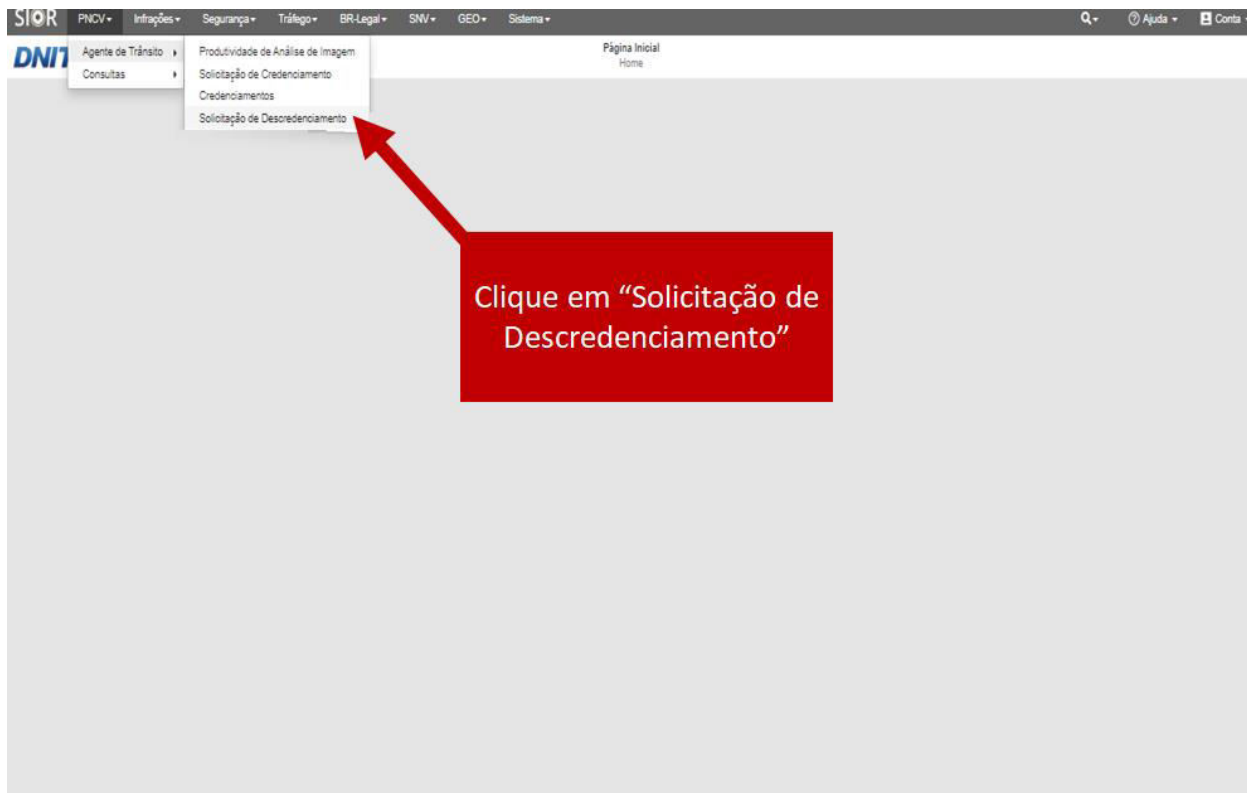 SIOR PNCV Infrações Segurança Tráfego BR-Legal SNV GEO Sistema Ajuda Conta
DNIT
Página Inicial
Home
Agente de Trânsito
Consultas
Produtividade de Análise de Imagem
Solicitação de Credenciamento
Credenciamentos
Solicitação de Descredenciamento
Clique em “Solicitação de
Descredenciamento”